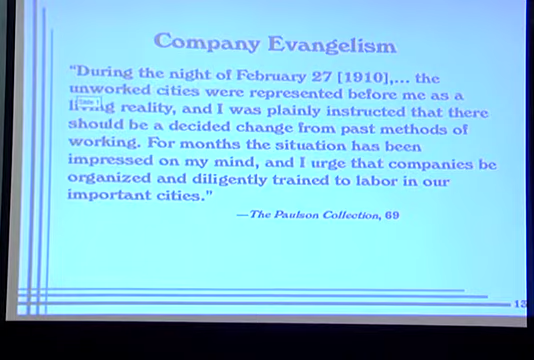 Company Evangelism
“During the night of February 27 [1910],... the
unworked cities were represented before me as a
living reality, and I was plainly instructed that there
should be a decided change from past methods of
working. For months the situation has been
impressed on my mind, and I urge that companies be
organized and diligently trained to labor in our
important cities.”
—The Paulson Collection, 69